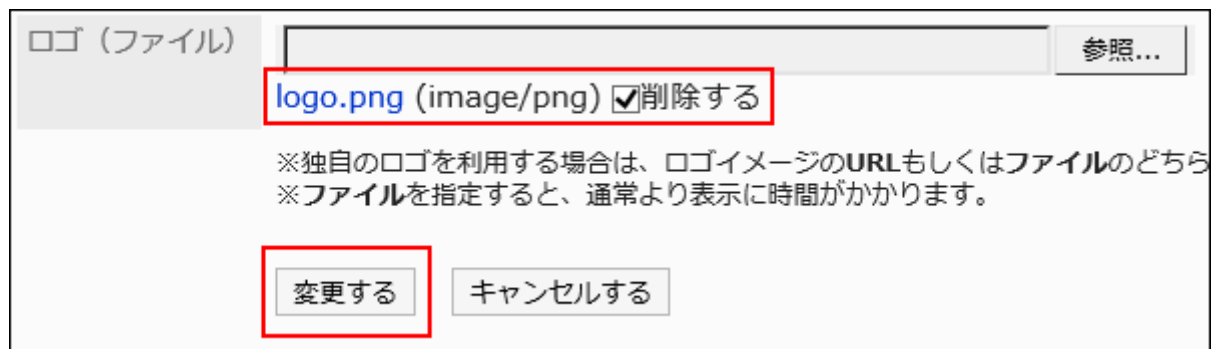 ロゴ（ファイル）
参照...
logo.png (image/png) 削除する
※独自のロゴを利用する場合は、ロゴイメージのURLもしくはファイルのどちら
※ファイルを指定すると、通常より表示に時間がかかります。
変更する キャンセルする